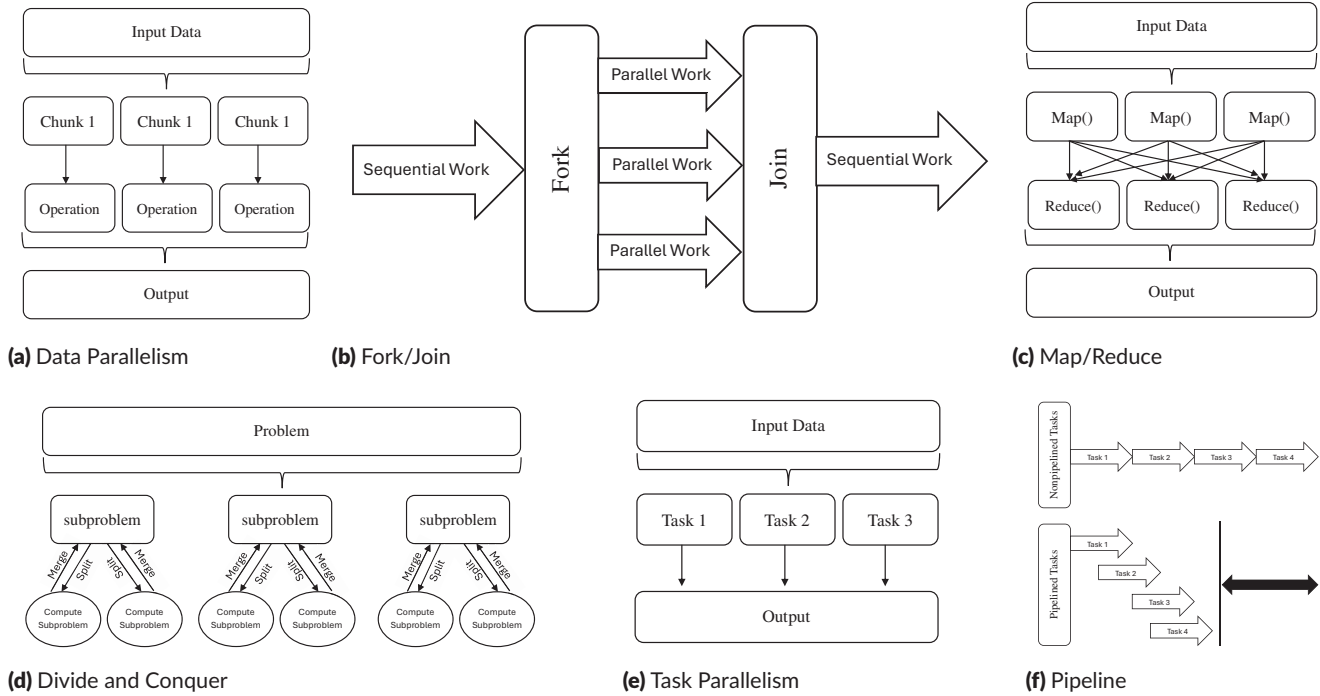 Input Data
Chunk 1
Chunk 1
Chunk 1
Operation
Operation
Operation
Output
(a) Data Parallelism
Sequential Work
Fork
Parallel Work
Parallel Work
Parallel Work
Join
Sequential Work
(b) Fork/Join
Input Data
Map()
Map()
Map()
Reduce()
Reduce()
Reduce()
Output
(c) Map/Reduce
Problem
subproblem
subproblem
subproblem
Merge
Split
Split
Merge
Merge
Split
Split
Merge
Merge
Split
Split
Merge
Compute
Subproblem
Compute
Subproblem
Compute
Subproblem
Compute
Subproblem
Compute
Subproblem
Compute
Subproblem
(d) Divide and Conquer
Input Data
Task 1
Task 2
Task 3
Output
(e) Task Parallelism
Nonpipelined Tasks
Task 1
Task 2
Task 3
Task 4
Pipelined Tasks
Task 1
Task 2
Task 3
Task 4
(f) Pipeline